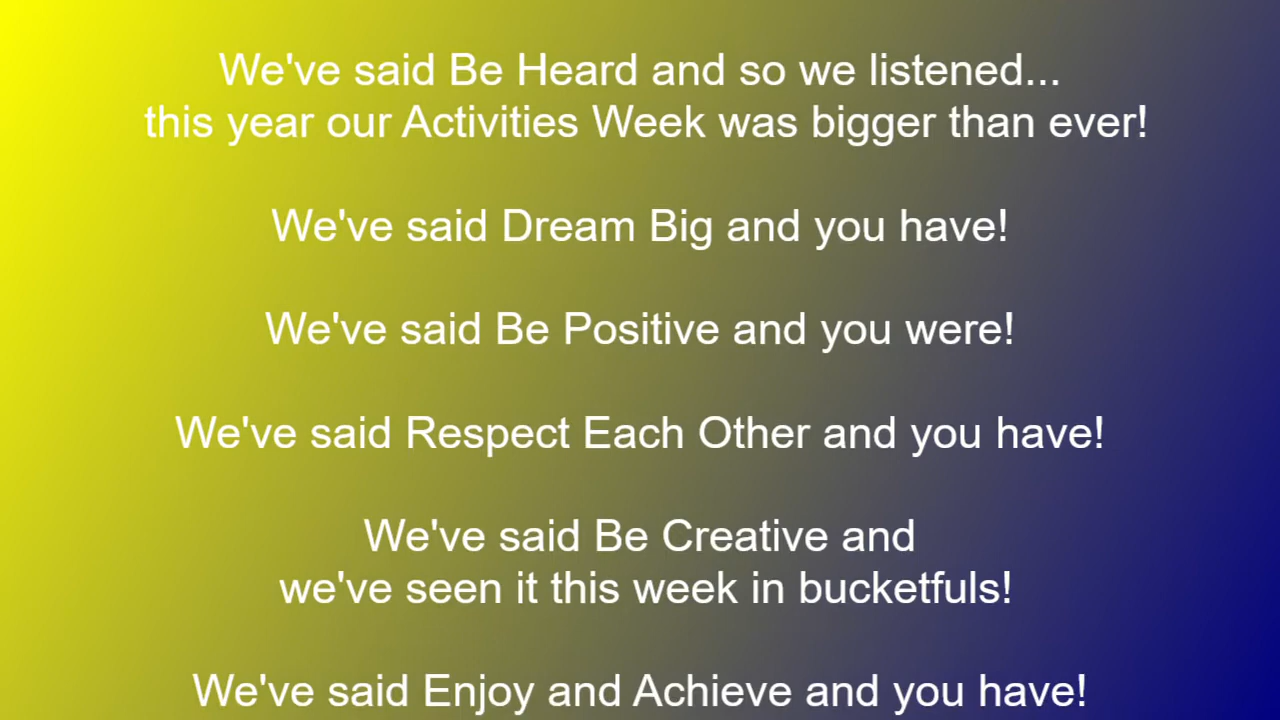 We've said Be Heard and so we listened...
this year our Activities Week was bigger than ever!
We've said Dream Big and you have!
We've said Be Positive and you were!
We've said Respect Each Other and you have!
We've said Be Creative and
we've seen it this week in bucketfuls!
We've said Enjoy and Achieve and you have!